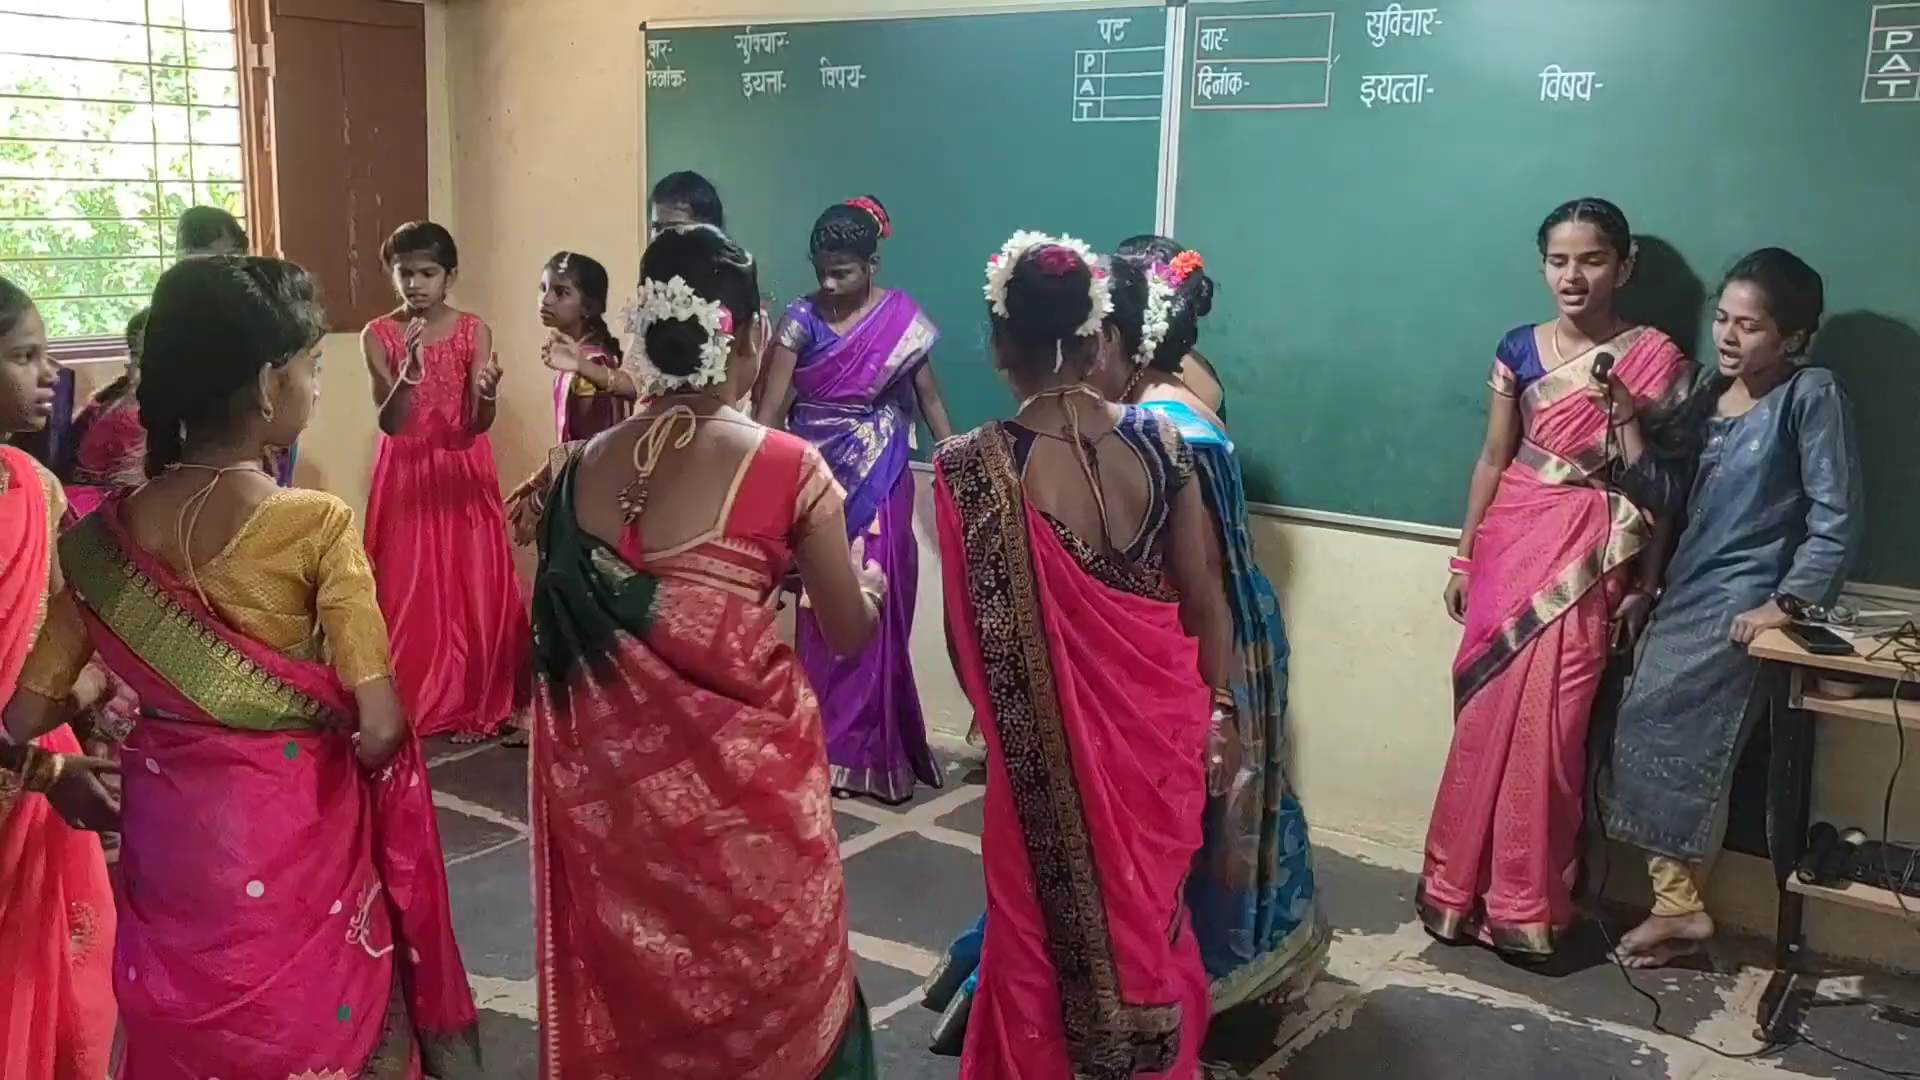 वार-
सुविचार-
पट
दिनांक-
इयत्ता-
विषय-
P
A
T
वार-
सुविचार-
दिनांक-
इयत्ता-
विषय-
P
A
T